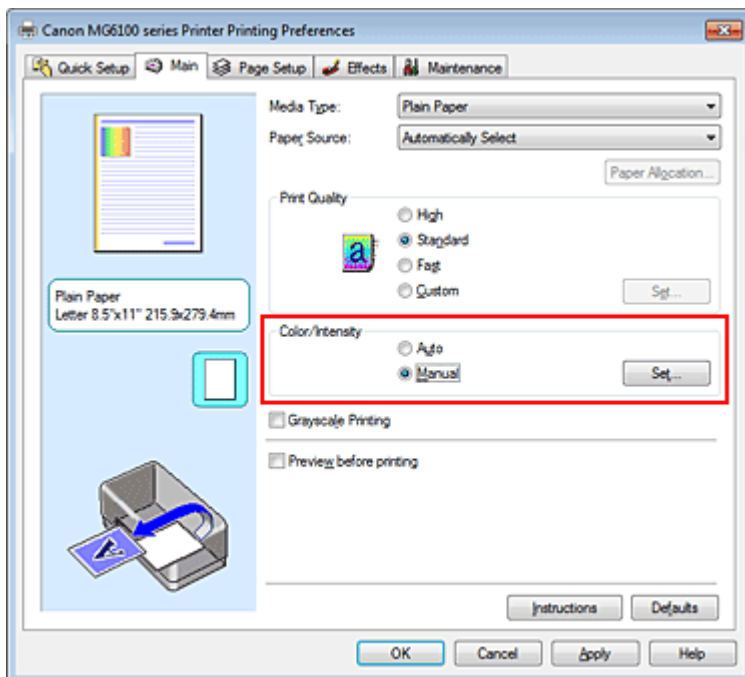 Canon MG6100 series Printer Printing Preferences
Quick Setup Main Page Setup Effects Maintenance
Media Type: Plain Paper
Paper Source: Automatically Select
Paper Allocation...
Print Quality
High
Standard
Fast
Custom Set...
a
Plain Paper
Letter 8.5"x11" 215.9x279.4mm
Color/Intensity
Auto
Manual Set...
Grayscale Printing
Preview before printing
A
Instructions Defaults
OK Cancel Apply Help